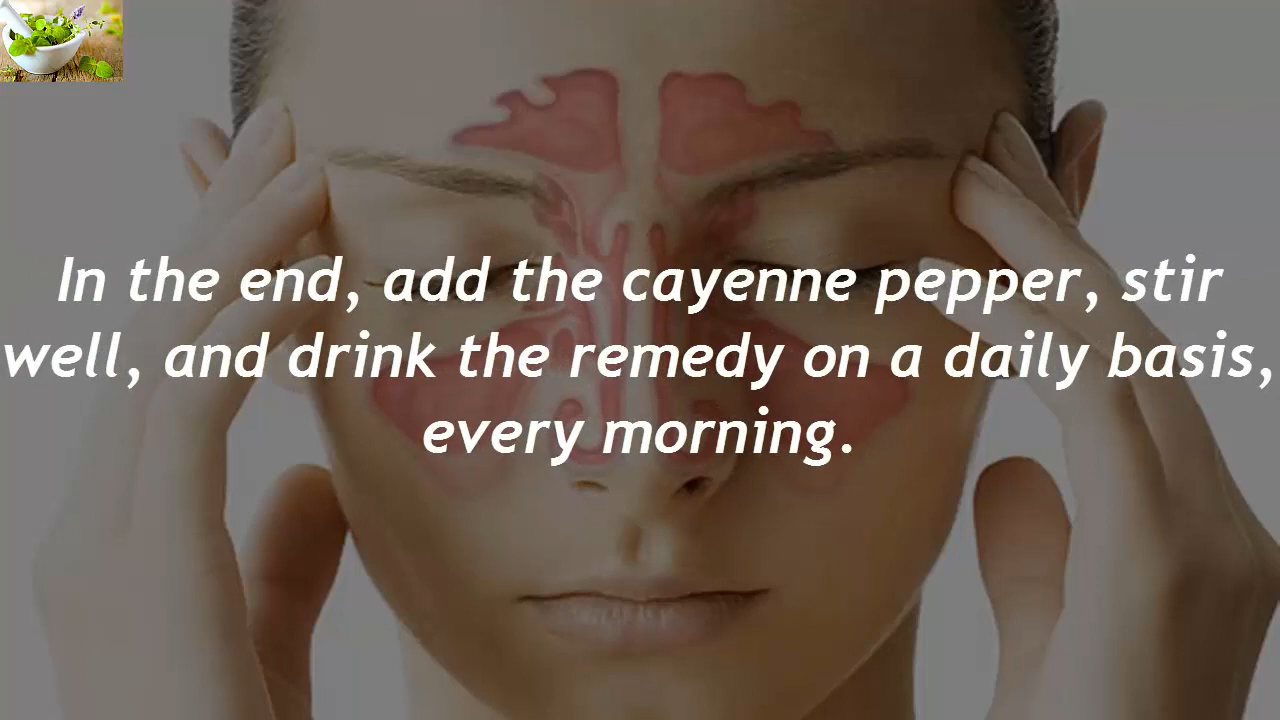 In the end, add the cayenne pepper, stir
well, and drink the remedy on a daily basis,
every morning.